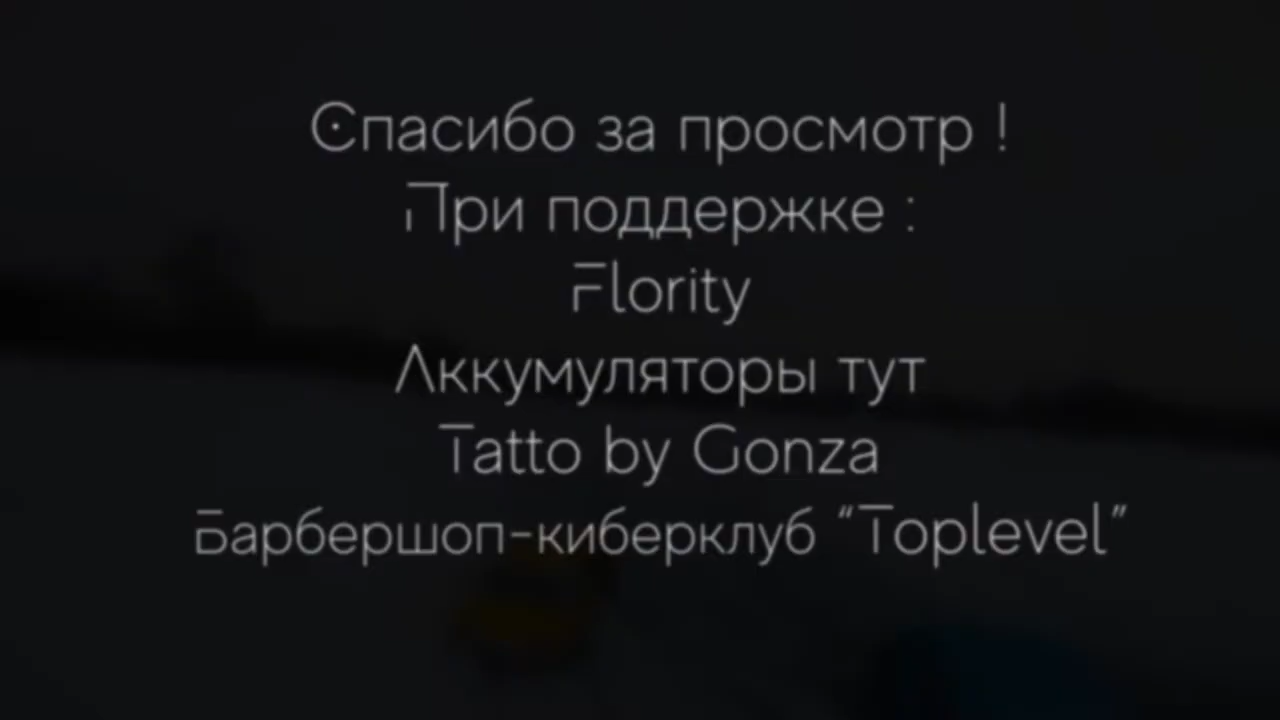 Спасибо за просмотр !
При поддержке :
Flority
Аккумуляторы тут
Tatto by Gonza
Барбершоп-киберклуб “Toplevel”